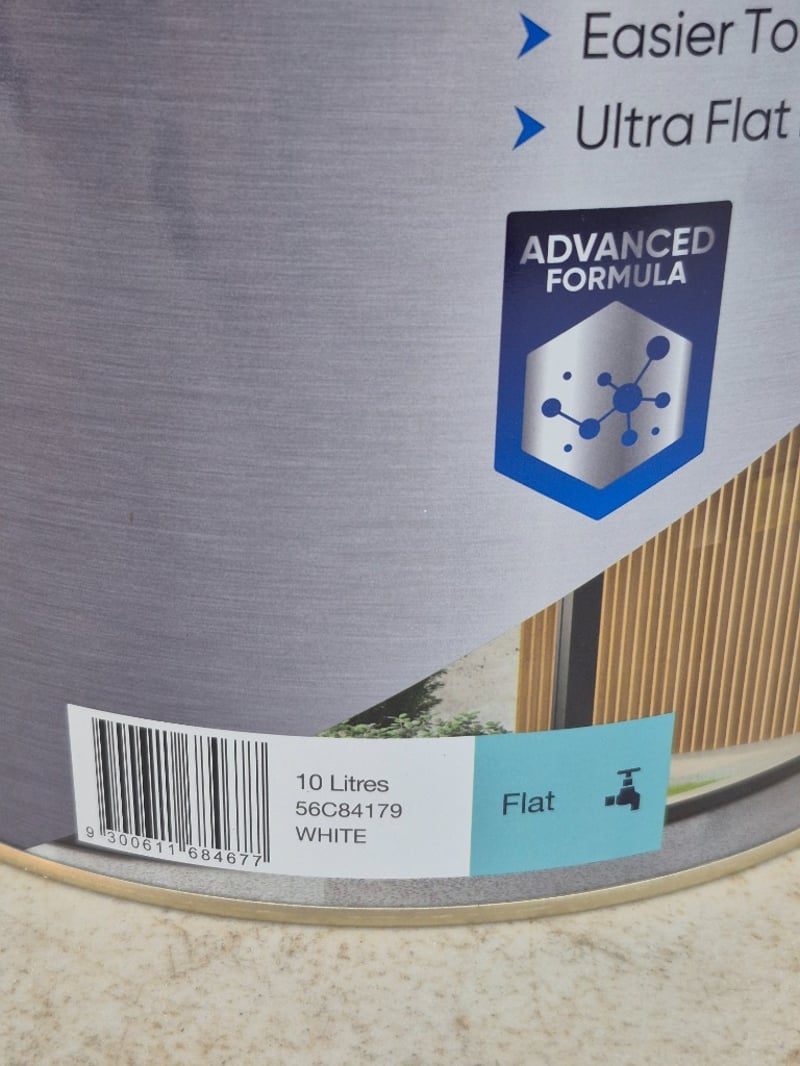 Easier To
Ultra Flat
ADVANCED
FORMULA
10 Litres
56C84179
WHITE
9 300611 684677
Flat